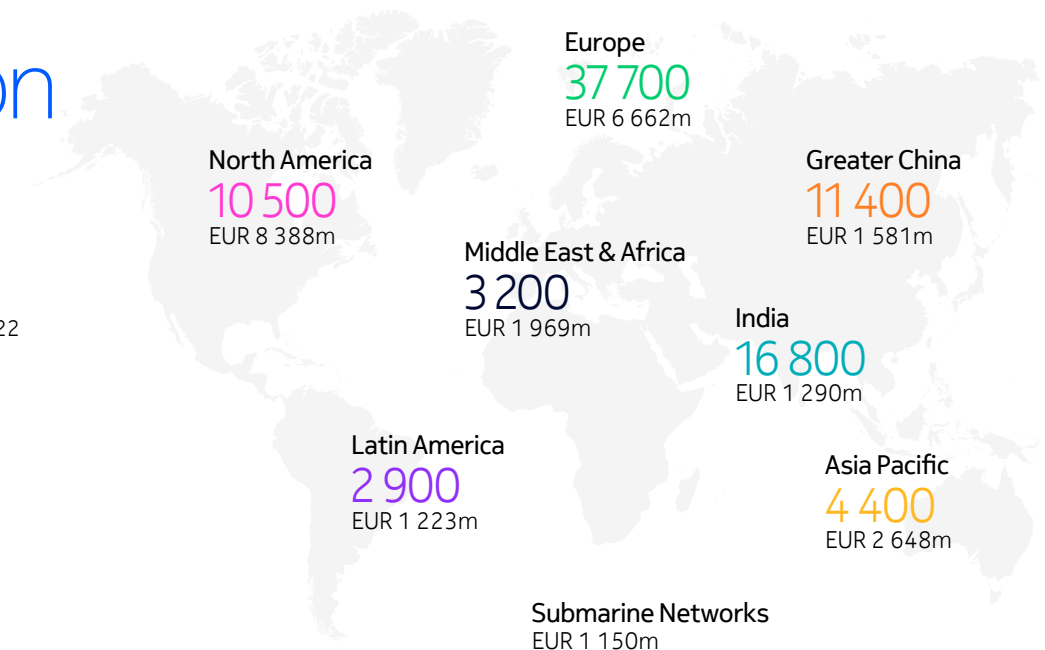 on
22
Europe
37 700
EUR 6 662m
North America
10 500
EUR 8 388m
Greater China
11 400
EUR 1 581m
Middle East & Africa
3 200
EUR 1 969m
India
16 800
EUR 1 290m
Latin America
2 900
EUR 1 223m
Asia Pacific
4 400
EUR 2 648m
Submarine Networks
EUR 1 150m